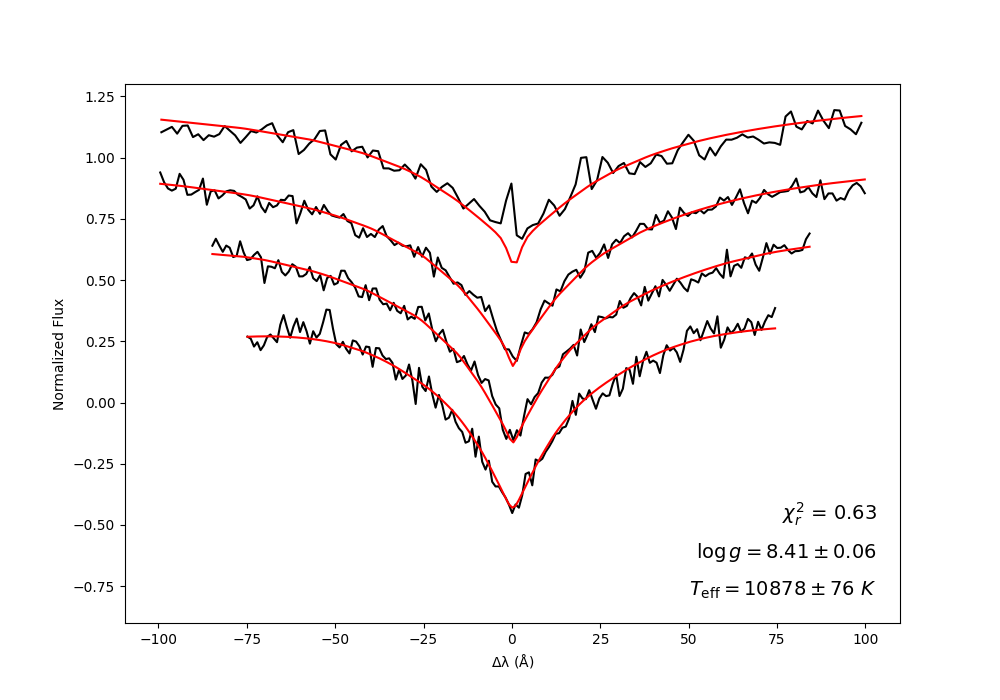 1.25
1.00
0.75
0.50
0.25
0.00
−0.25
−0.50
−0.75
Normalized Flux
χ²ᵣ = 0.63
log g = 8.41 ± 0.06
T_eff = 10878 ± 76 K
−100 −75 −50 −25 0 25 50 75 100
Δλ (Å)